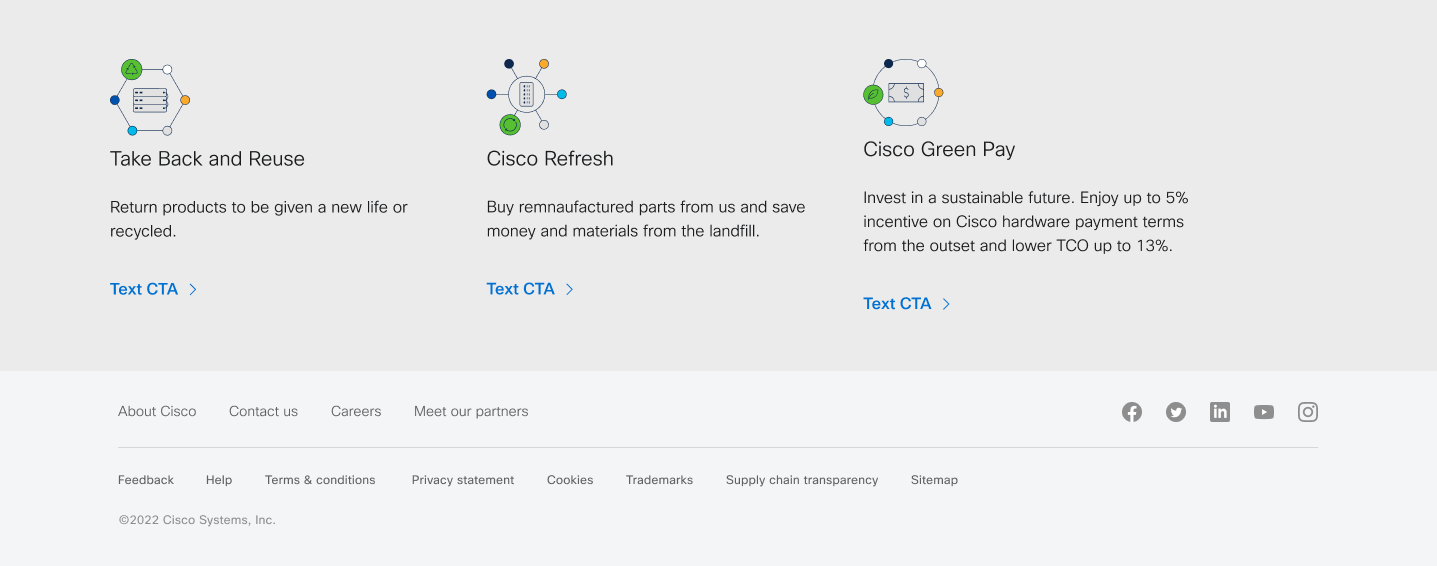 Take Back and Reuse
Return products to be given a new life or
recycled.
Text CTA
Cisco Refresh
Buy remnaufactured parts from us and save
money and materials from the landfill.
Text CTA
$
Cisco Green Pay
Invest in a sustainable future. Enjoy up to 5%
incentive on Cisco hardware payment terms
from the outset and lower TCO up to 13%.
Text CTA
About Cisco Contact us Careers Meet our partners
Feedback Help Terms & conditions Privacy statement Cookies Trademarks Supply chain transparency Sitemap
©2022 Cisco Systems, Inc.